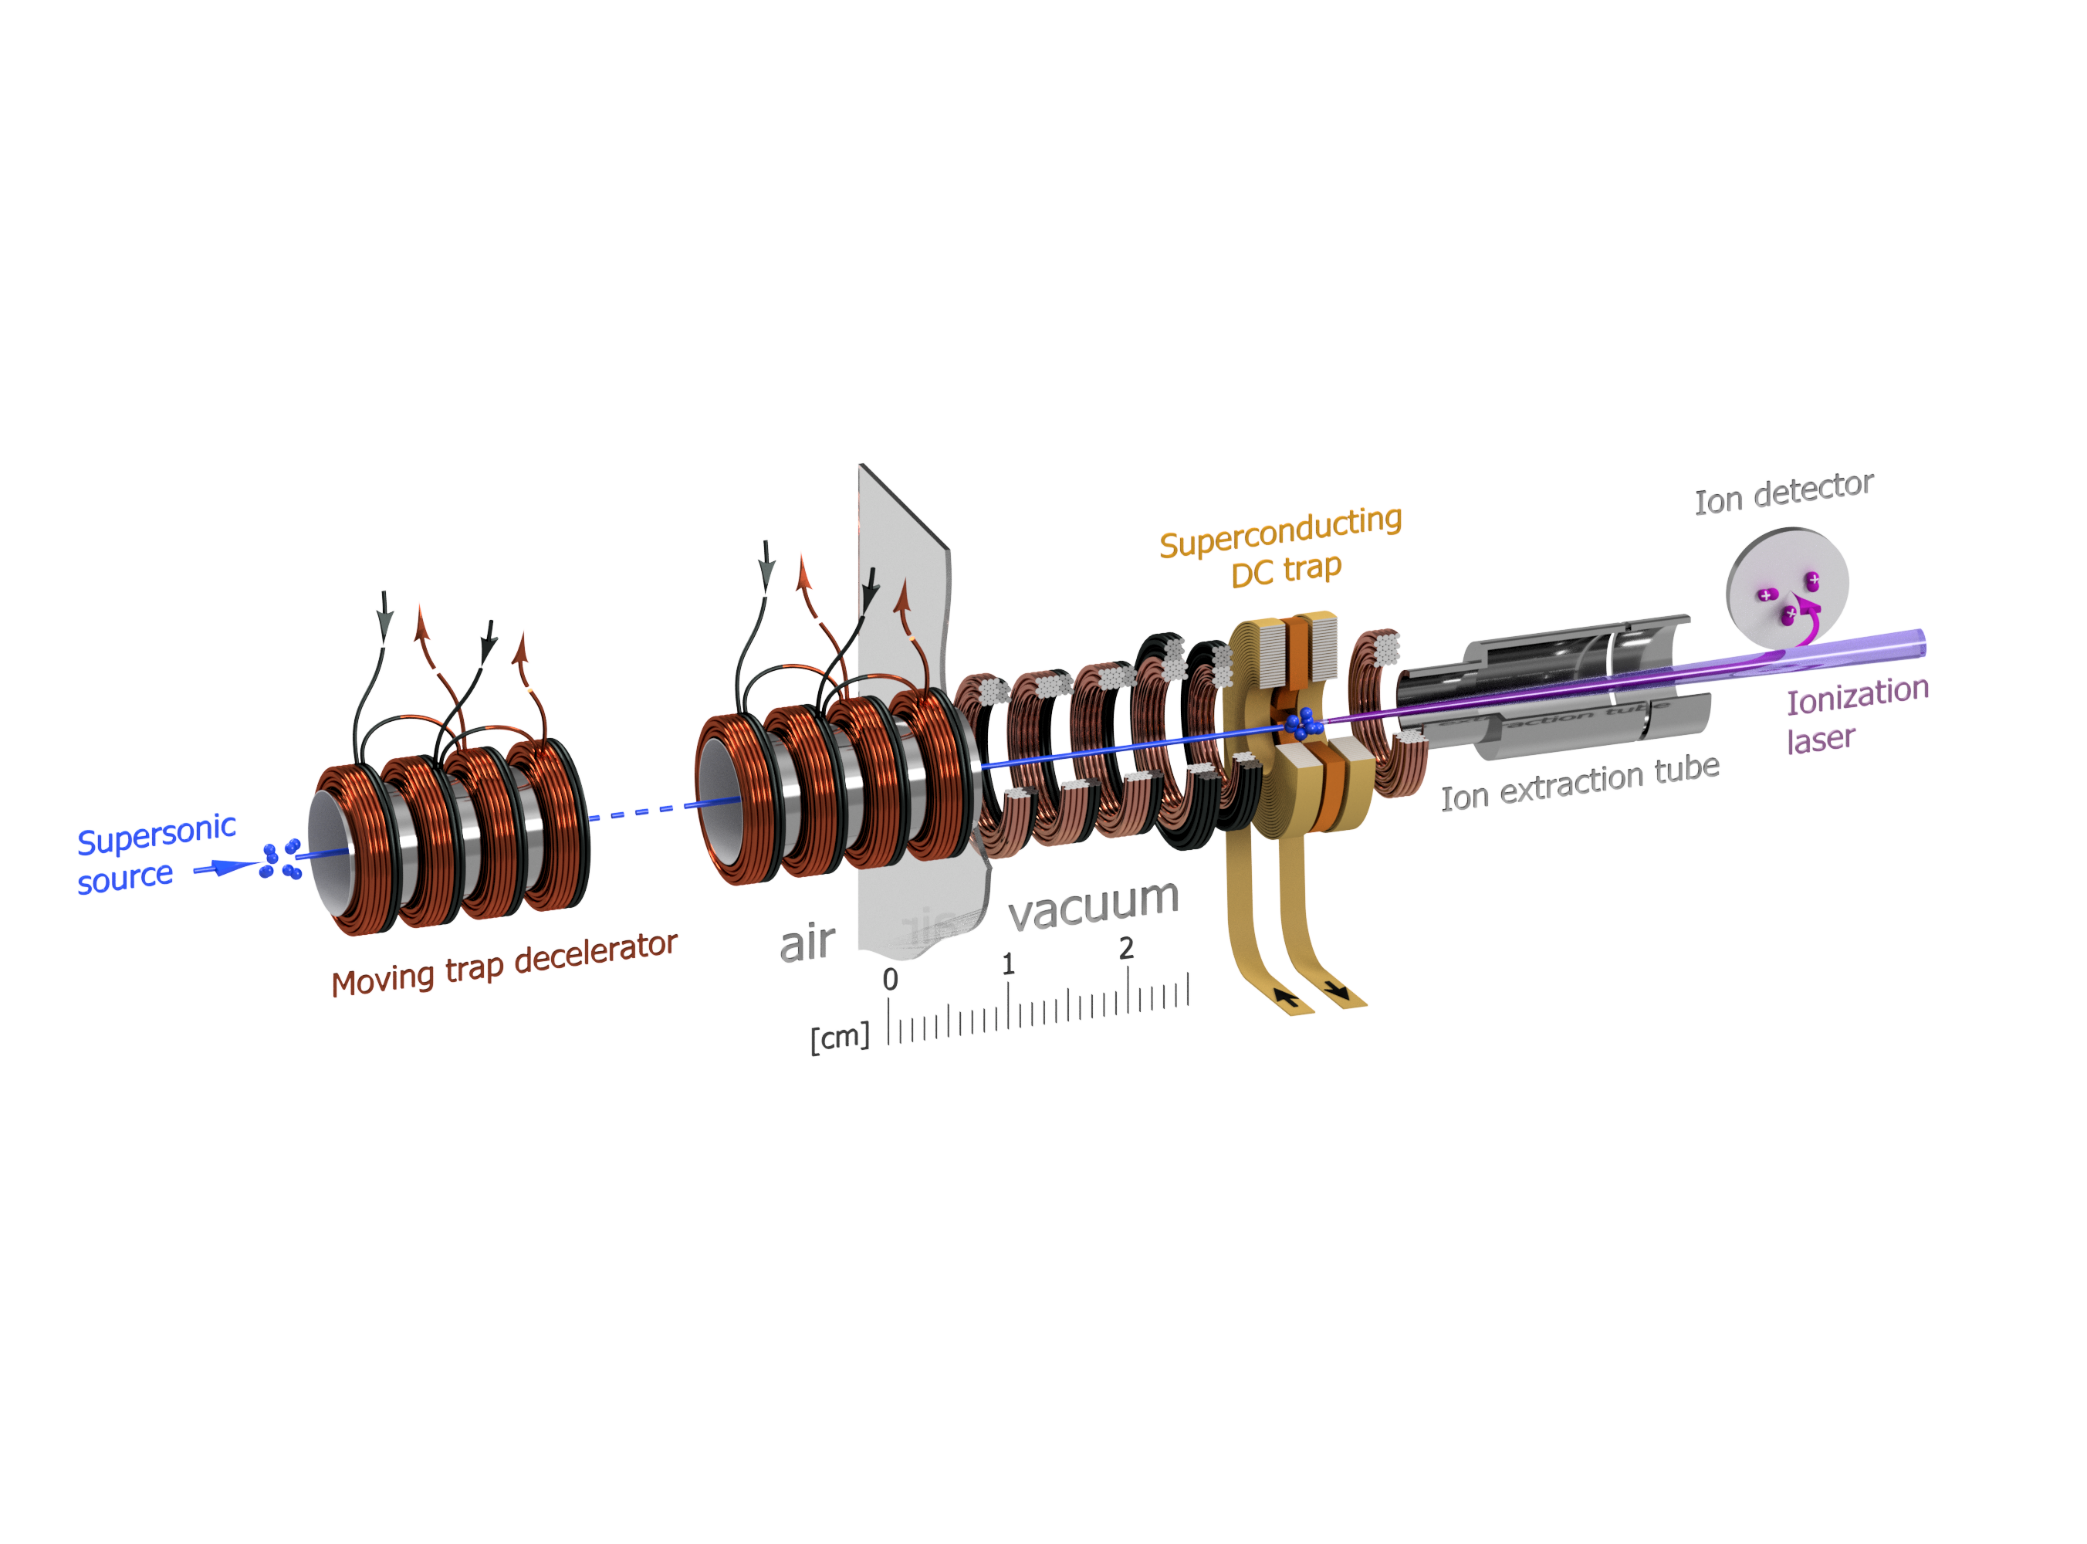 Ion detector
Superconducting
DC trap
Ionization
laser
Ion extraction tube
Supersonic
source
Moving trap decelerator
air
vacuum
0 1 2
[cm]